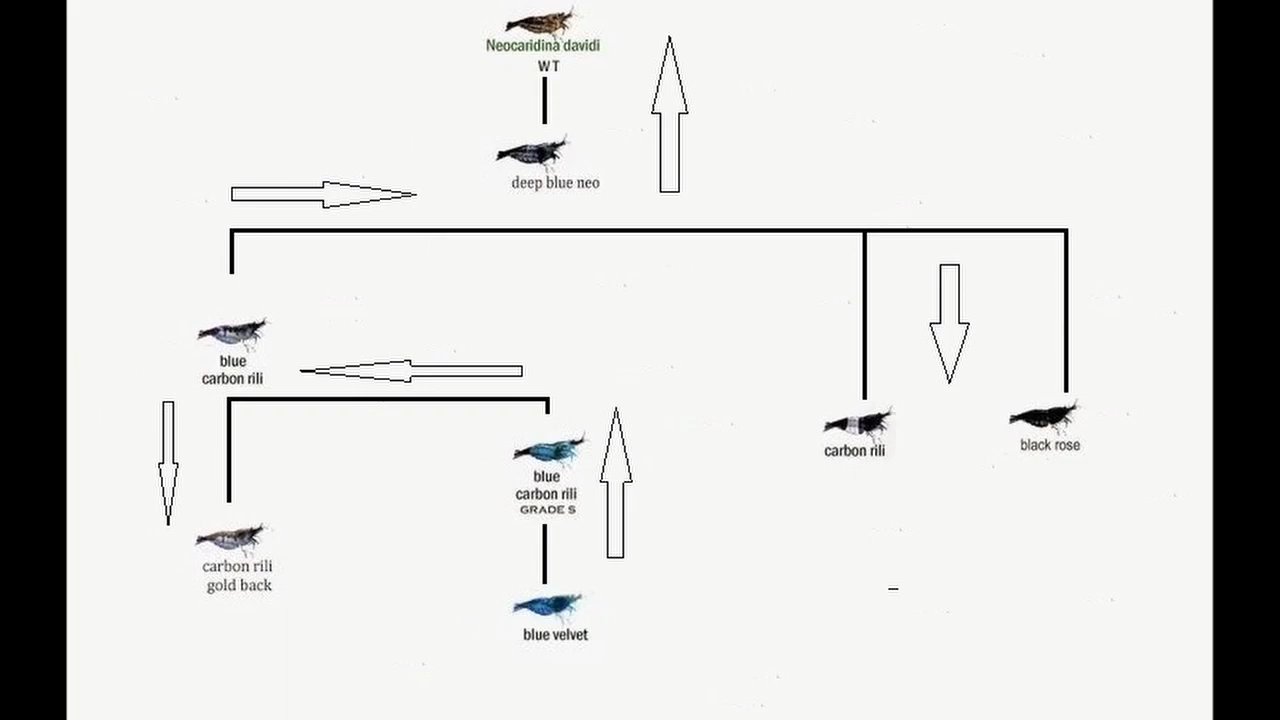 Neocaridina davidi
WT
deep blue neo
blue
carbon rili
blue
carbon rili
GRADE S
carbon rili
black rose
carbon rili
gold back
blue velvet